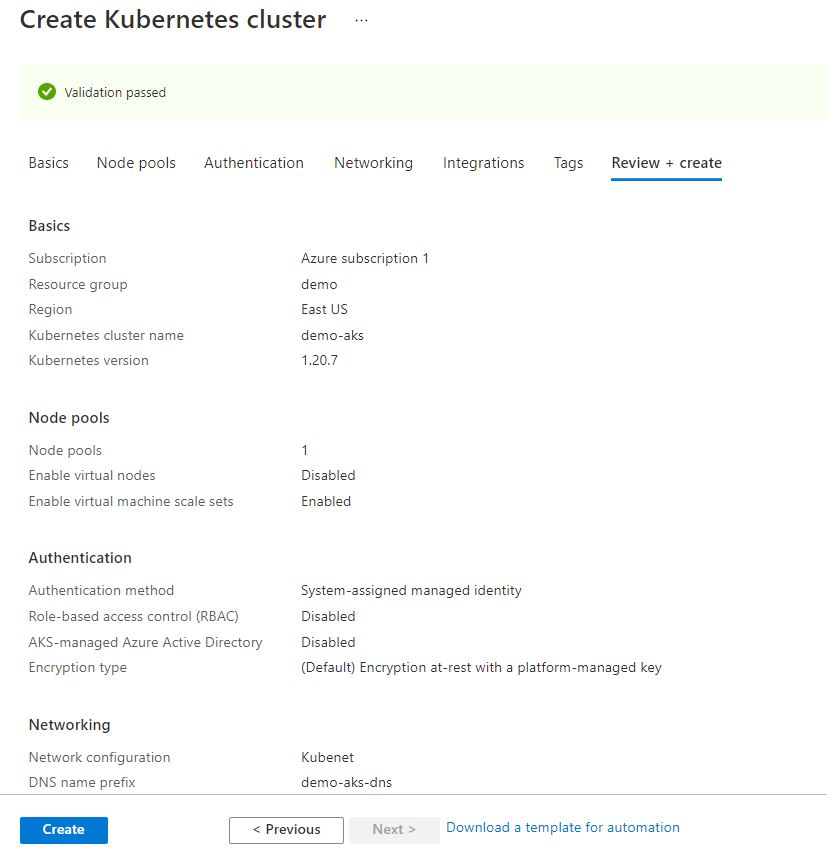 Create Kubernetes cluster ...
Validation passed
Basics Node pools Authentication Networking Integrations Tags Review + create
Basics
Subscription Azure subscription 1
Resource group demo
Region East US
Kubernetes cluster name demo-aks
Kubernetes version 1.20.7
Node pools
Node pools 1
Enable virtual nodes Disabled
Enable virtual machine scale sets Enabled
Authentication
Authentication method System-assigned managed identity
Role-based access control (RBAC) Disabled
AKS-managed Azure Active Directory Disabled
Encryption type (Default) Encryption at-rest with a platform-managed key
Networking
Network configuration Kubenet
DNS name prefix demo-aks-dns
Create < Previous Next > Download a template for automation